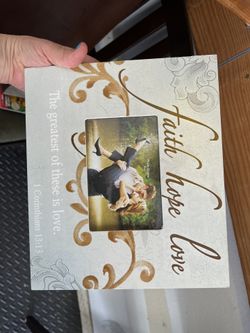 faith hope love
The greatest of these is love.
1 Corinthians 13:13